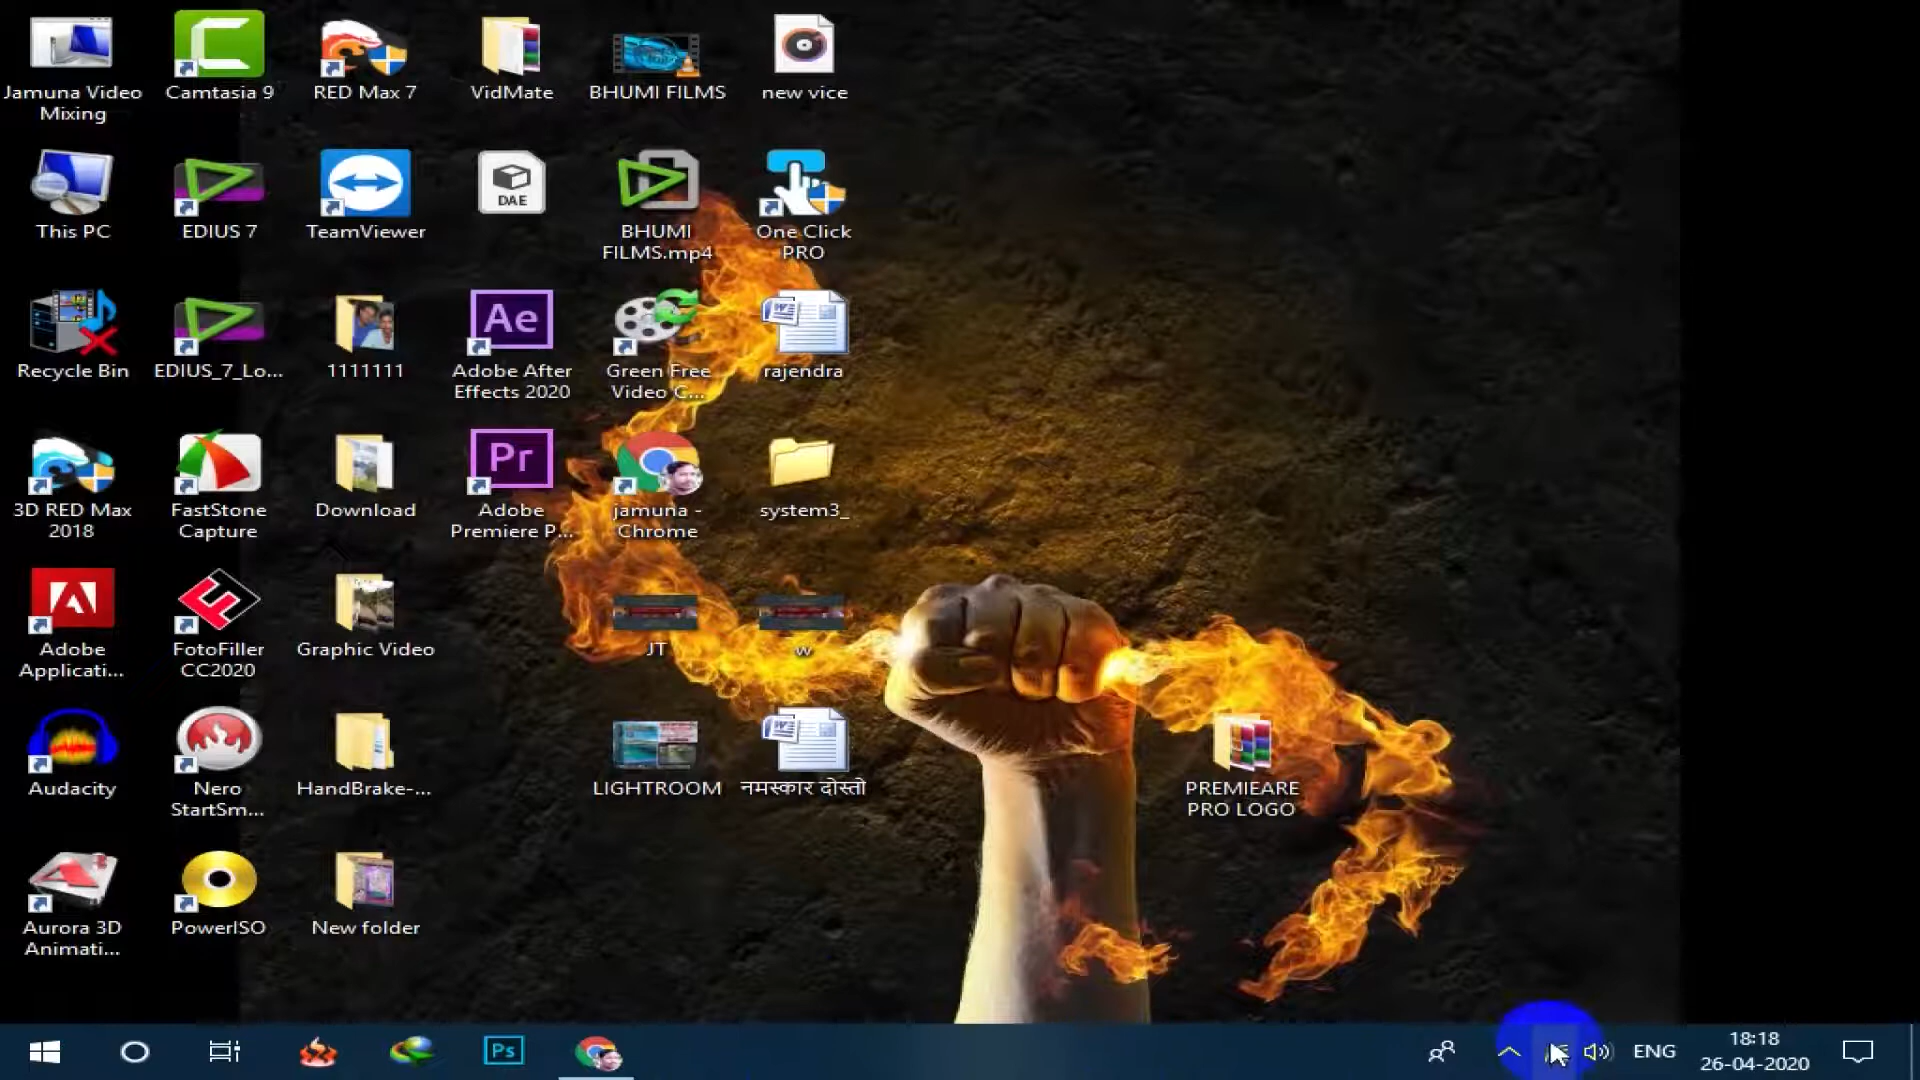 Jamuna Video
Mixing
Camtasia 9
RED Max 7
VidMate
BHUMI FILMS
new vice
This PC
EDIUS 7
TeamViewer
DAE
BHUMI
FILMS.mp4
One Click
PRO
Recycle Bin
EDIUS_7_Lo...
1111111
Ae
Adobe After
Effects 2020
Green Free
Video C...
rajendra
3D RED Max
2018
FastStone
Capture
Download
Pr
Adobe
Premiere P...
jamuna -
Chrome
system3_
Adobe
Applicati...
FotoFiller
CC2020
Graphic Video
JT
w
Audacity
Nero
StartSm...
HandBrake-...
LIGHTROOM
नमस्कार दोस्तो
PREMIEARE
PRO LOGO
Aurora 3D
Animati...
PowerISO
New folder
Ps
ENG
18:18
26-04-2020